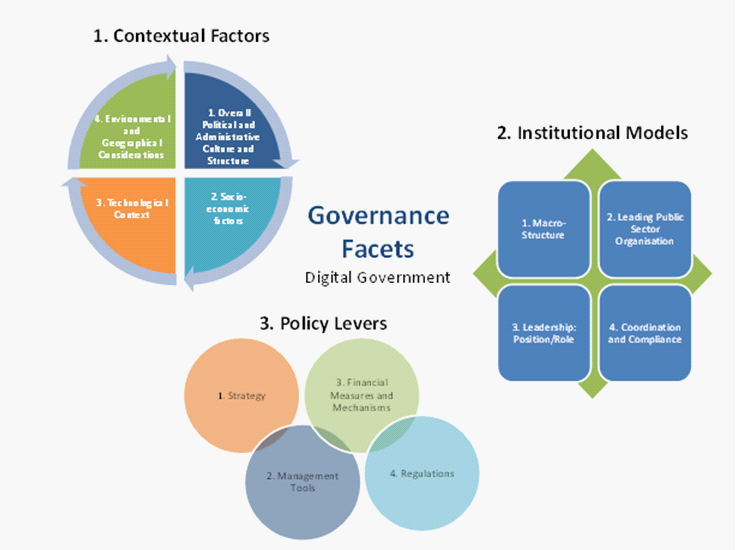 1. Contextual Factors
4. Environmental
and
Geographical
Considerations
1. Overall
Political and
Administrative
Culture and
Structure
3. Technological
Context
2. Socio-
economic
factors
Governance
Facets
Digital Government
2. Institutional Models
1. Macro-
Structure
2. Leading Public
Sector
Organisation
3. Leadership:
Position/Role
4. Coordination
and Compliance
3. Policy Levers
1. Strategy
3. Financial
Measures and
Mechanisms
2. Management
Tools
4. Regulations